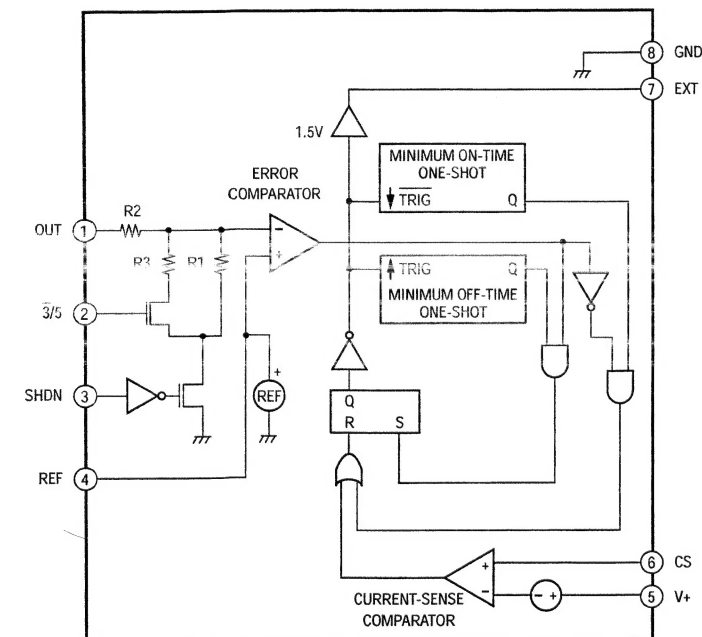 8 GND
7 EXT
1.5V
MINIMUM ON-TIME
ONE-SHOT
TRIG Q
ERROR
COMPARATOR
R2
OUT 1
−
+
R3 R1
TRIG Q
MINIMUM OFF-TIME
ONE-SHOT
3/5 2
+
REF
SHDN 3
Q
R S
REF 4
+
−
6 CS
− +
5 V+
CURRENT-SENSE
COMPARATOR